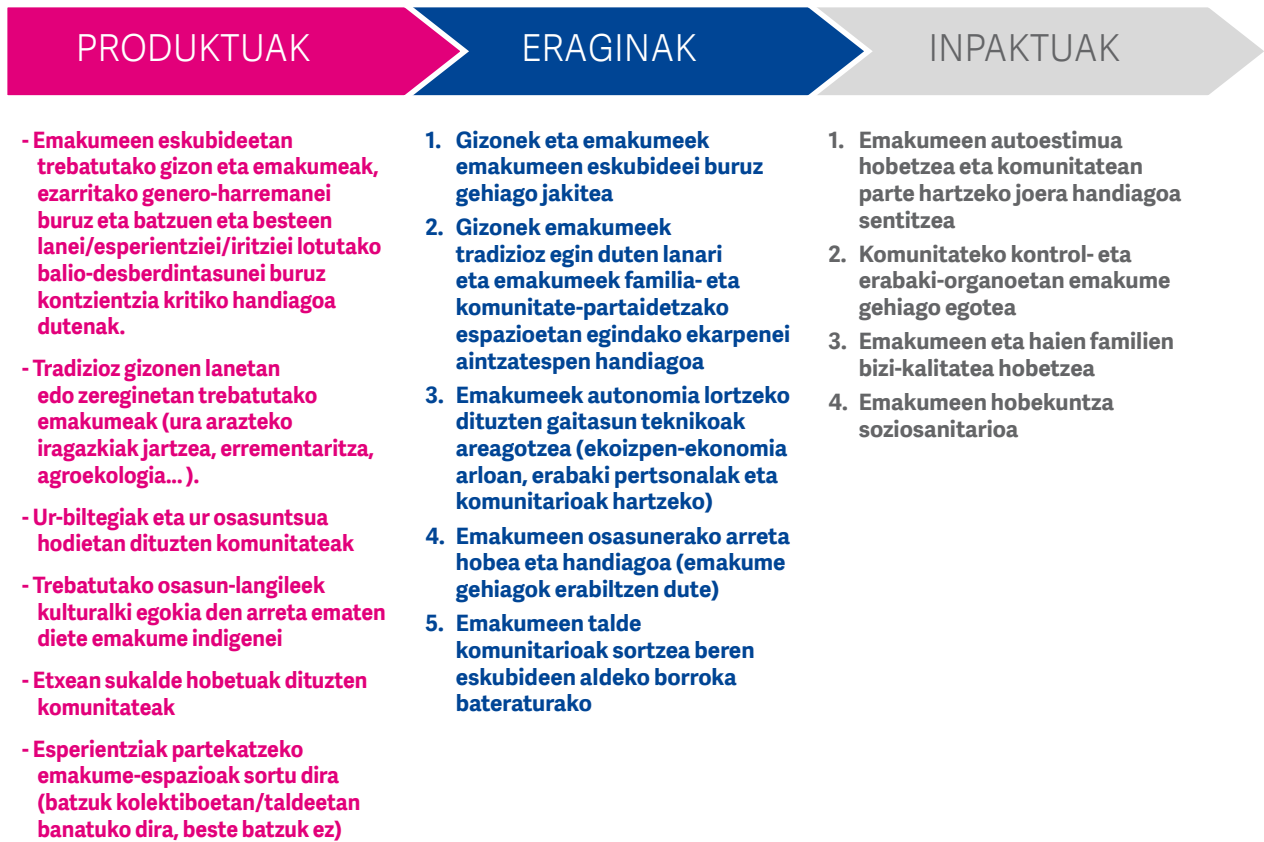 PRODUKTUAK
ERAGINAK
INPAKTUAK
- Emakumeen eskubideetan
trebatutako gizon eta emakumeak,
ezarritako genero-harremanei
buruz eta batzuen eta besteen
lanei/esperientziei/iritziei lotutako
balio-desberdintasunei buruz
kontzientzia kritiko handiagoa
dutenak.
- Tradizioz gizonen lanetan
edo zereginetan trebatutako
emakumeak (ura arazteko
iragazkiak jartzea, errementaritza,
agroekologia... ).
- Ur-biltegiak eta ur osasuntsua
hodietan dituzten komunitateak
- Trebatutako osasun-langileek
kulturalki egokia den arreta ematen
diete emakume indigenei
- Etxean sukalde hobetuak dituzten
komunitateak
- Esperientziak partekatzeko
emakume-espazioak sortu dira
(batzuk kolektiboetan/taldeetan
banatuko dira, beste batzuk ez)
1. Gizonek eta emakumeek
emakumeen eskubideei buruz
gehiago jakitea
2. Gizonek emakumeek
tradizioz egin duten lanari
eta emakumeek familia- eta
komunitate-partaidetzako
espazioetan egindako ekarpenei
aintzatespen handiagoa
3. Emakumeek autonomia lortzeko
dituzten gaitasun teknikoak
areagotzea (ekoizpen-ekonomia
arloan, erabaki pertsonalak eta
komunitarioak hartzeko)
4. Emakumeen osasunerako arreta
hobea eta handiagoa (emakume
gehiagok erabiltzen dute)
5. Emakumeen talde
komunitarioak sortzea beren
eskubideen aldeko borroka
bateraturako
1. Emakumeen autoestimua
hobetzea eta komunitatean
parte hartzeko joera handiagoa
sentitzea
2. Komunitateko kontrol- eta
erabaki-organoetan emakume
gehiago egotea
3. Emakumeen eta haien familien
bizi-kalitatea hobetzea
4. Emakumeen hobekuntza
soziosanitarioa